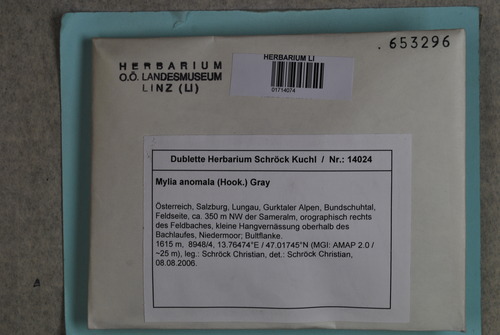 . 653296
HERBARIUM
O.Ö. LANDESMUSEUM
LINZ (LI)
HERBARIUM LI
01714074
Dublette Herbarium Schröck Kuchl / Nr.: 14024
Mylia anomala (Hook.) Gray
Österreich, Salzburg, Lungau, Gurktaler Alpen, Bundschuhtal,
Feldseite, ca. 350 m NW der Sameralm, orographisch rechts
des Feldbaches, kleine Hangvernässung oberhalb des
Bachlaufes, Niedermoor; Bultflanke.
1615 m, 8948/4, 13.76474°E / 47.01745°N (MGI: AMAP 2.0 /
~25 m), leg.: Schröck Christian, det.: Schröck Christian,
08.08.2006.